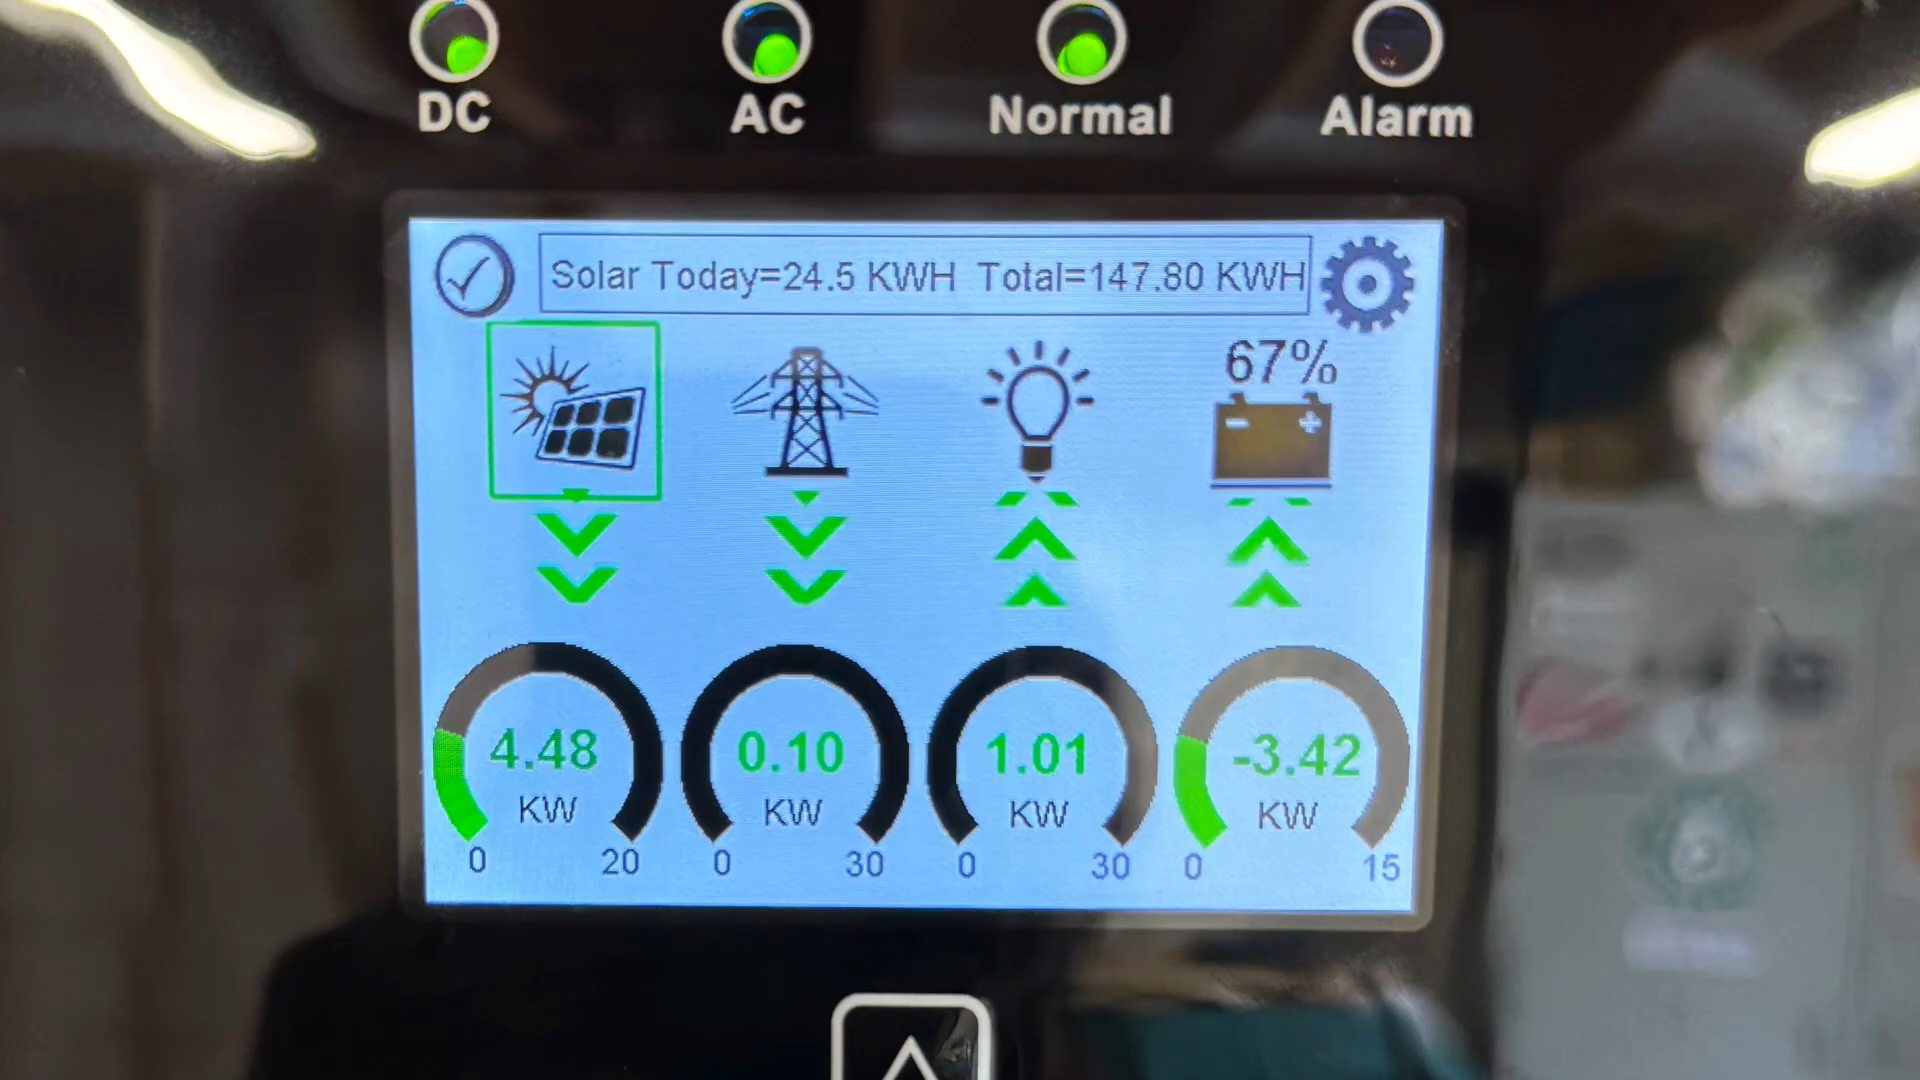 DC AC Normal Alarm
Solar Today=24.5 KWH Total=147.80 KWH
67%
- +
4.48 0.10 1.01 -3.42
KW KW KW KW
0 20 0 30 0 30 0 15